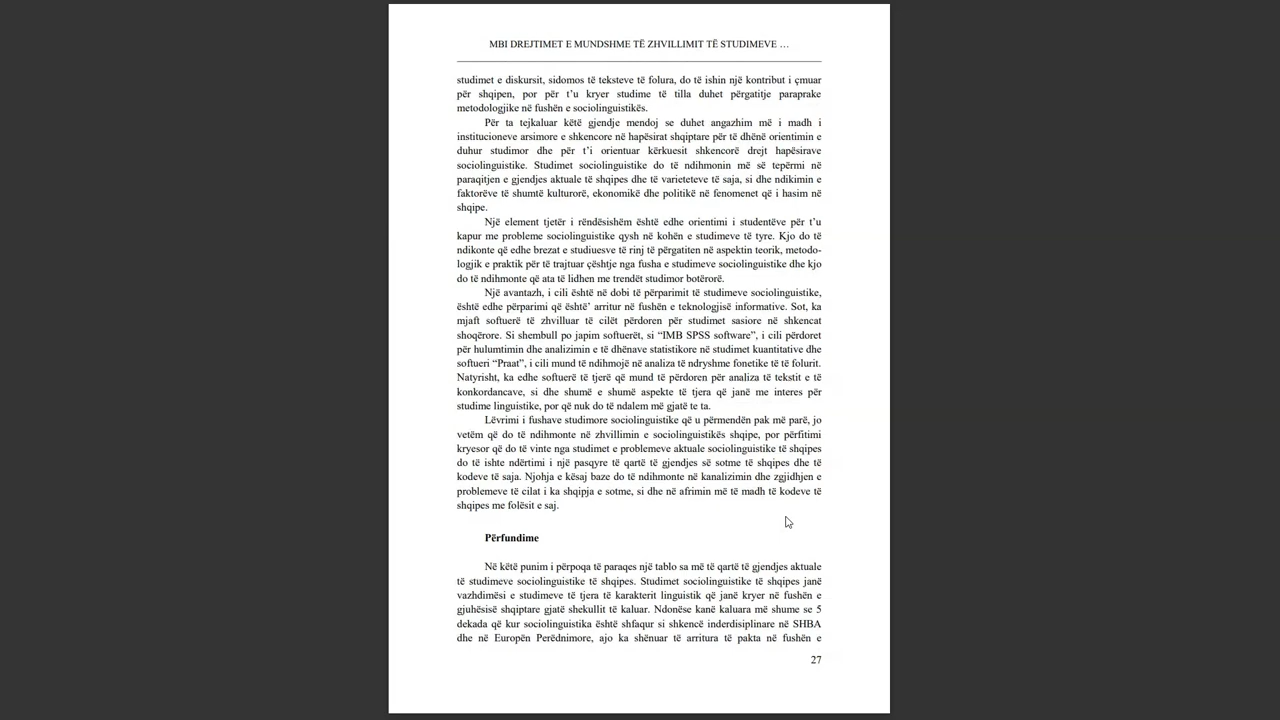 MBI DREJTIMET E MUNDSHME TË ZHVILLIMIT TË STUDIMEVE …
studimet e diskursit, sidomos të teksteve të folura, do të ishin një kontribut i çmuar
për shqipen, por për t’u kryer studime të tilla duhet përgatitje paraprake
metodologjike në fushën e sociolinguistikës.
Për ta tejkaluar këtë gjendje mendoj se duhet angazhim më i madh i
institucioneve arsimore e shkencore në hapësirat shqiptare për të dhënë orientimin e
duhur studimor dhe për t’i orientuar kërkuesit shkencorë drejt hapësirave
sociolinguistike. Studimet sociolinguistike do të ndihmonin më së tepërmi në
paraqitjen e gjendjes aktuale të shqipes dhe të varieteteve të saja, si dhe ndikimin e
faktorëve të shumtë kulturorë, ekonomikë dhe politikë në fenomenet që i hasim në
shqipe.
Një element tjetër i rëndësishëm është edhe orientimi i studentëve për t’u
kapur me probleme sociolinguistike qysh në kohën e studimeve të tyre. Kjo do të
ndikonte që edhe brezat e studiuesve të rinj të përgatiten në aspektin teorik, metodo-
logjik e praktik për të trajtuar çështje nga fusha e studimeve sociolinguistike dhe kjo
do të ndihmonte që ata të lidhen me trendët studimor botërorë.
Një avantazh, i cili është në dobi të përparimit të studimeve sociolinguistike,
është edhe përparimi që është’ arritur në fushën e teknologjisë informative. Sot, ka
mjaft softuerë të zhvilluar të cilët përdoren për studimet sasiore në shkencat
shoqërore. Si shembull po japim softuerët, si “IMB SPSS software”, i cili përdoret
për hulumtimin dhe analizimin e të dhënave statistikore në studimet kuantitative dhe
softueri “Praat”, i cili mund të ndihmojë në analiza të ndryshme fonetike të të folurit.
Natyrisht, ka edhe softuerë të tjerë që mund të përdoren për analiza të tekstit e të
konkordancave, si dhe shumë e shumë aspekte të tjera që janë me interes për
studime linguistike, por që nuk do të ndalem më gjatë te ta.
Lëvrimi i fushave studimore sociolinguistike që u përmendën pak më parë, jo
vetëm që do të ndihmonte në zhvillimin e sociolinguistikës shqipe, por përfitimi
kryesor që do të vinte nga studimet e problemeve aktuale sociolinguistike të shqipes
do të ishte ndërtimi i një pasqyre të qartë të gjendjes së sotme të shqipes dhe të
kodeve të saja. Njohja e kësaj baze do të ndihmonte në kanalizimin dhe zgjidhjen e
problemeve të cilat i ka shqipja e sotme, si dhe në afrimin më të madh të kodeve të
shqipes me folësit e saj.
Përfundime
Në këtë punim i përpoqa të paraqes një tablo sa më të qartë të gjendjes aktuale
të studimeve sociolinguistike të shqipes. Studimet sociolinguistike të shqipes janë
vazhdimësi e studimeve të tjera të karakterit linguistik që janë kryer në fushën e
gjuhësisë shqiptare gjatë shekullit të kaluar. Ndonëse kanë kaluara më shume se 5
dekada që kur sociolinguistika është shfaqur si shkencë inderdisiplinare në SHBA
dhe në Europën Perëdnimore, ajo ka shënuar të arritura të pakta në fushën e
27